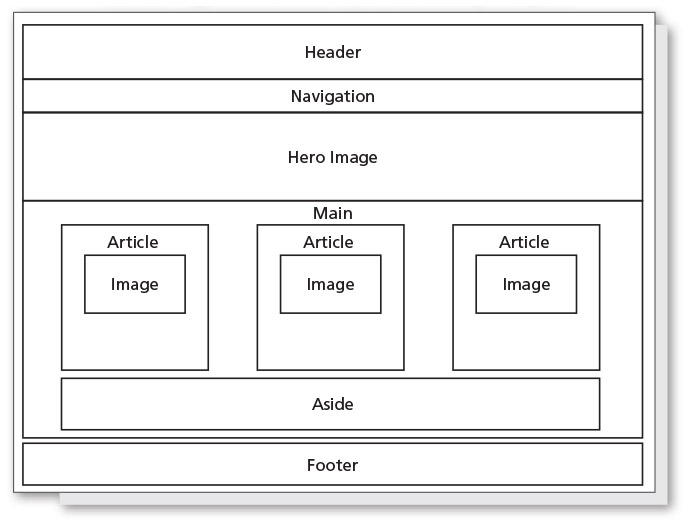 Header
Navigation
Hero Image
Main
Article Article Article
Image Image Image
Aside
Footer